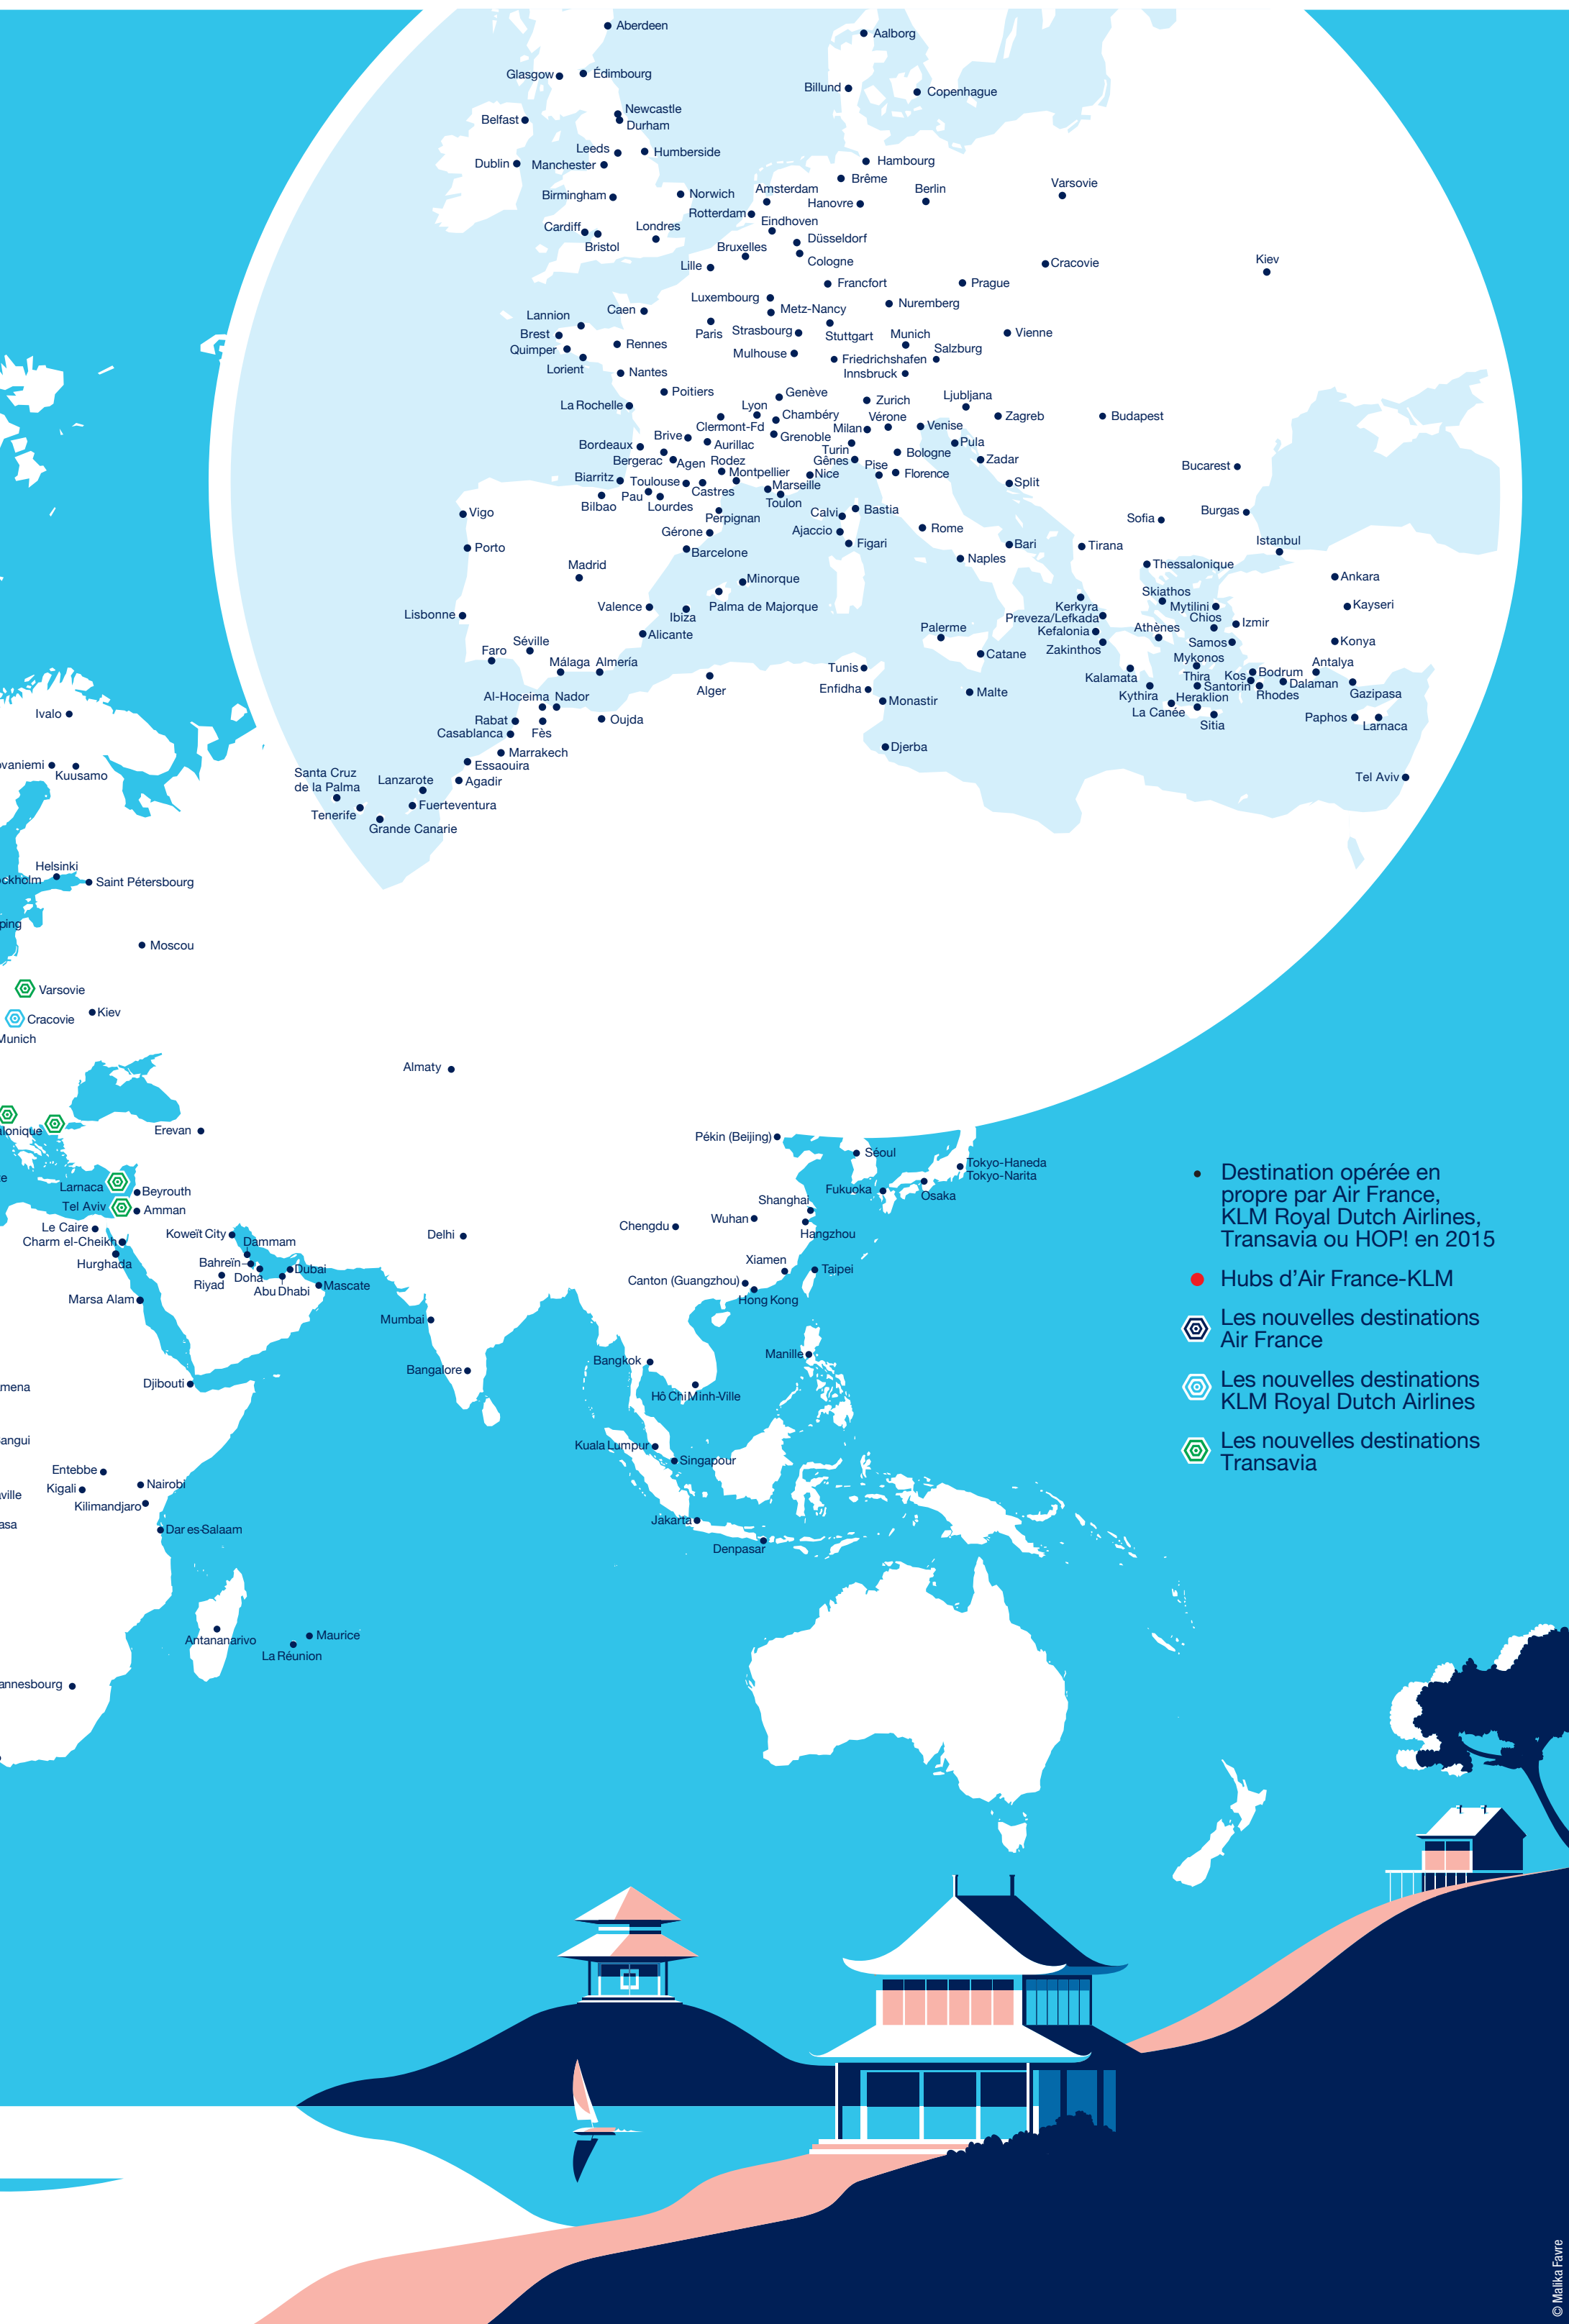 Aberdeen
Aalborg
Glasgow
Édimbourg
Billund
Copenhague
Newcastle
Belfast
Durham
Leeds
Humberside
Dublin
Manchester
Hambourg
Brême
Varsovie
Birmingham
Norwich
Amsterdam
Berlin
Hanovre
Rotterdam
Eindhoven
Cardiff
Londres
Düsseldorf
Bristol
Bruxelles
Cologne
Lille
Cracovie
Kiev
Francfort
Prague
Luxembourg
Nuremberg
Metz-Nancy
Caen
Lannion
Paris
Strasbourg
Stuttgart
Munich
Vienne
Brest
Rennes
Quimper
Mulhouse
Salzburg
Friedrichshafen
Lorient
Nantes
Innsbruck
Poitiers
Genève
Ljubljana
La Rochelle
Lyon
Zurich
Chambéry
Vérone
Zagreb
Budapest
Clermont-Fd
Milan
Venise
Brive
Grenoble
Bordeaux
Aurillac
Turin
Pula
Bergerac
Agen
Rodez
Gênes
Pise
Bologne
Zadar
Bucarest
Montpellier
Nice
Florence
Biarritz
Toulouse
Castres
Marseille
Split
Pau
Bilbao
Lourdes
Toulon
Calvi
Bastia
Burgas
Vigo
Perpignan
Sofia
Gérone
Ajaccio
Rome
Istanbul
Porto
Barcelone
Figari
Bari
Tirana
Naples
Thessalonique
Madrid
Minorque
Ankara
Skiathos
Valence
Palma de Majorque
Kerkyra
Mytilini
Kayseri
Lisbonne
Ibiza
Preveza/Lefkada
Chios
Izmir
Alicante
Palerme
Kefalonia
Athènes
Samos
Konya
Séville
Zakinthos
Faro
Catane
Mykonos
Málaga
Almería
Tunis
Antalya
Alger
Kalamata
Thira
Kos
Bodrum
Enfidha
Santorin
Dalaman
Malte
Kythira
Rhodes
Gazipasa
Al-Hoceima
Nador
Monastir
Heraklion
La Canée
Ivalo
Rabat
Oujda
Paphos
Sitia
Larnaca
Casablanca
Fès
Djerba
Marrakech
ovaniemi
Kuusamo
Essaouira
Santa Cruz
de la Palma
Lanzarote
Agadir
Tel Aviv
Fuerteventura
Tenerife
Grande Canarie
Helsinki
ockholm
Saint Pétersbourg
ping
Moscou
Varsovie
Kiev
Cracovie
Munich
Almaty
Erevan
alonique
Pékin (Beijing)
Séoul
Tokyo-Haneda
Tokyo-Narita
te
Larnaca
Beyrouth
Fukuoka
Osaka
Tel Aviv
Amman
Shanghai
Wuhan
Le Caire
Chengdu
Koweït City
Delhi
Hangzhou
Charm el-Cheikh
Dammam
Hurghada
Bahreïn
Xiamen
Dubai
Taipei
Doha
Riyad
Abu Dhabi
Mascate
Canton (Guangzhou)
Marsa Alam
Hong Kong
Mumbai
Manille
Bangkok
Bangalore
Djibouti
mena
Hô Chi Minh-Ville
angui
Kuala Lumpur
Singapour
Entebbe
Nairobi
Kigali
ville
Kilimandjaro
Jakarta
asa
Dar es-Salaam
Denpasar
Maurice
Antananarivo
La Réunion
annesbourg
Destination opérée en
propre par Air France,
KLM Royal Dutch Airlines,
Transavia ou HOP! en 2015
Hubs d'Air France-KLM
Les nouvelles destinations
Air France
Les nouvelles destinations
KLM Royal Dutch Airlines
Les nouvelles destinations
Transavia
© Malika Favre